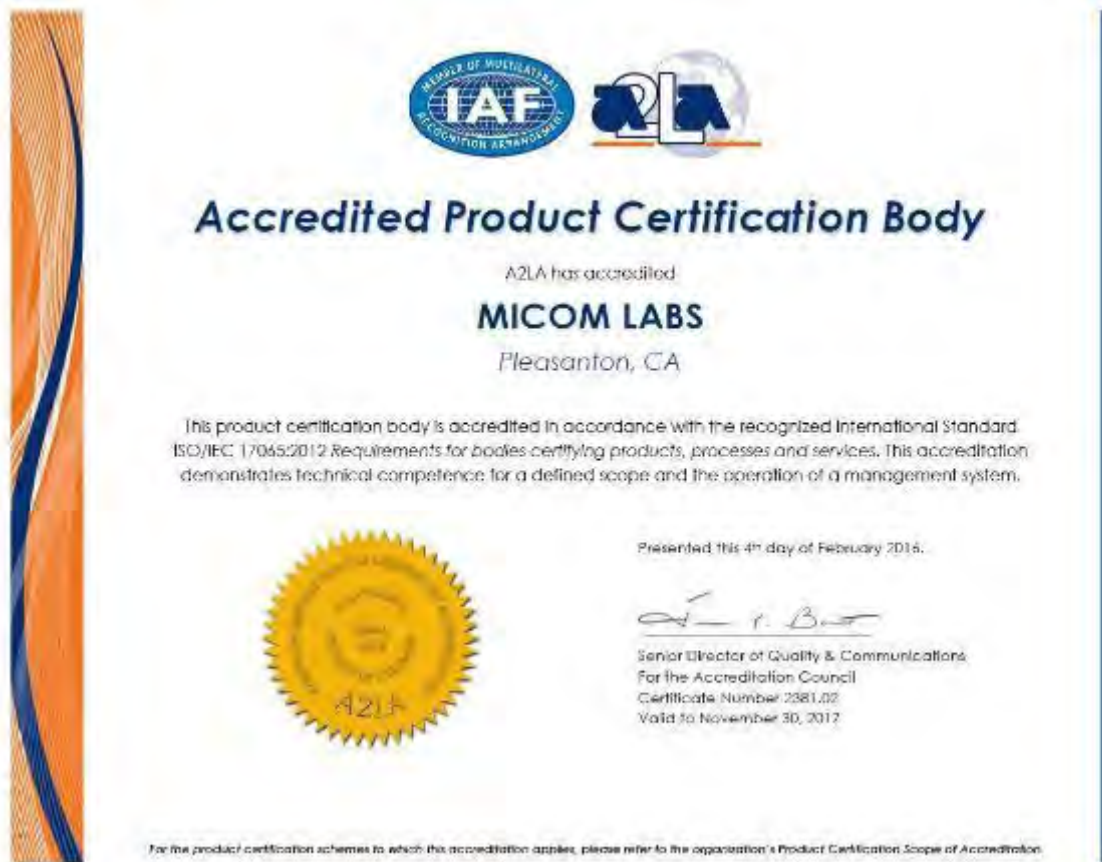 MEMBER OF MULTILATERAL
IAF
RECOGNITION ARRANGEMENT
a2La
Accredited Product Certification Body
A2LA has accredited
MICOM LABS
Pleasanton, CA
This product certification body is accredited in accordance with the recognized International Standard
ISO/IEC 17065:2012 Requirements for bodies certifying products, processes and services. This accreditation
demonstrates technical competence for a defined scope and the operation of a management system.
Presented this 4th day of February 2016.
Senior Director of Quality & Communications
For the Accreditation Council
Certificate Number 2381.02
Valid to November 30, 2017
A2LA
For the product certification schemes to which this accreditation applies, please refer to the organization's Product Certification Scope of Accreditation